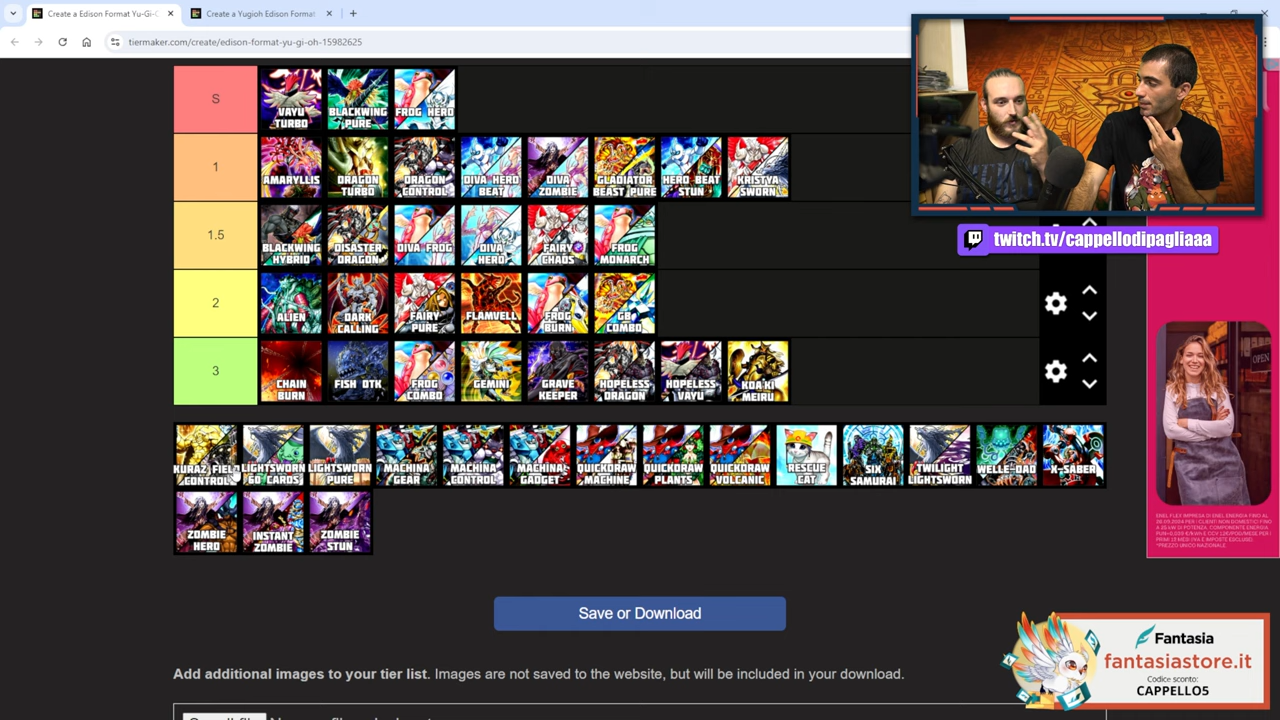 Create a Edison Format Yu-Gi-O
Create a Yugioh Edison Format
tiermaker.com/create/edison-format-yu-gi-oh-15982625
S
VAYU TURBO
BLACKWING PURE
FROG HERO
1
AMARYLLIS
DRAGON TURBO
DRAGON CONTROL
DIVA HERO BEAT
DIVA ZOMBIE
GLADIATOR BEAST PURE
HERO BEAT STUN
KRISTYA SWORN
1.5
BLACKWING HYBRID
DISASTER DRAGON
DIVA FROG
DIVA HERO
FAIRY CHAOS
FROG MONARCH
2
ALIEN
DARK CALLING
FAIRY PURE
FLAMVELL
FROG BURN
GB COMBO
3
CHAIN BURN
FISH OTK
FROG COMBO
GEMINI
GRAVE KEEPER
HOPELESS DRAGON
HOPELESS VAYU
KOA KI MEIRU
KURAZ FIELD CONTROL
LIGHTSWORN 60 CARDS
LIGHTSWORN PURE
MACHINA GEAR
MACHINA CONTROL
MACHINA GADGET
QUICKDRAW MACHINE
QUICKDRAW PLANTS
QUICKDRAW VOLCANIC
RESCUE CAT
SIX SAMURAI
TWILIGHT LIGHTSWORN
WELLE-DAD
X-SABER
ZOMBIE HERO
INSTANT ZOMBIE
ZOMBIE STUN
Save or Download
Add additional images to your tier list. Images are not saved to the website, but will be included in your download.
twitch.tv/cappellodipagliaaa
OPEN
Fantasia
fantasiastore.it
Codice sconto:
CAPPELLO5